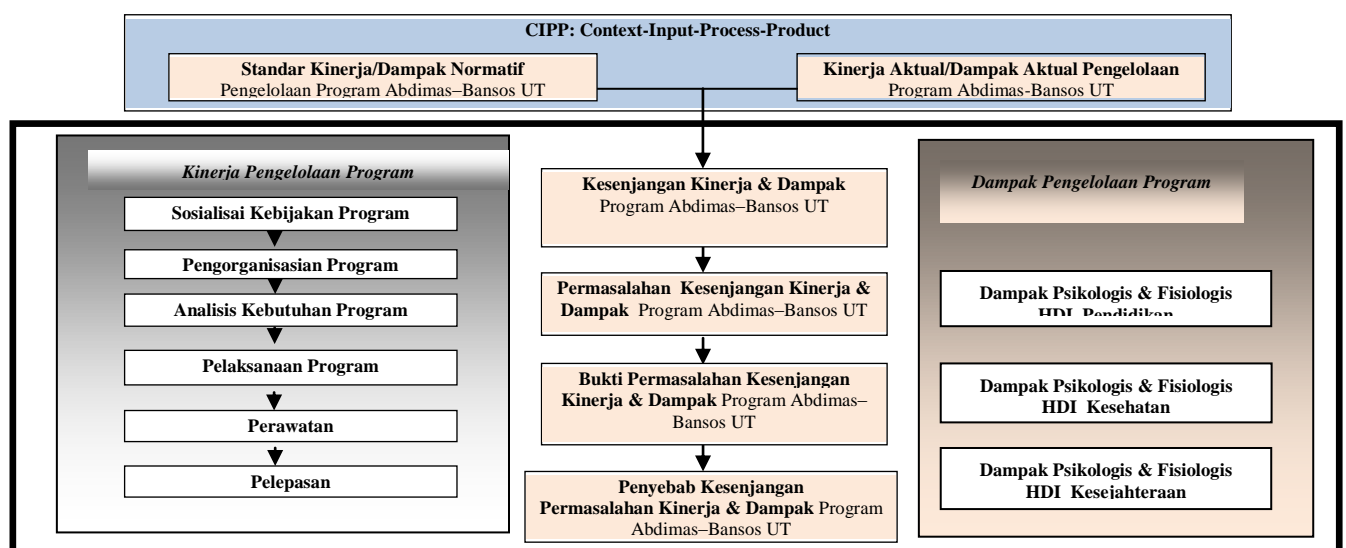 CIPP: Context-Input-Process-Product
Standar Kinerja/Dampak Normatif
Pengelolaan Program Abdimas–Bansos UT
Kinerja Aktual/Dampak Aktual Pengelolaan
Program Abdimas-Bansos UT
Kinerja Pengelolaan Program
Sosialisai Kebijakan Program
Pengorganisasian Program
Analisis Kebutuhan Program
Pelaksanaan Program
Perawatan
Pelepasan
Kesenjangan Kinerja & Dampak
Program Abdimas–Bansos UT
Permasalahan Kesenjangan Kinerja &
Dampak Program Abdimas–Bansos UT
Bukti Permasalahan Kesenjangan
Kinerja & Dampak Program Abdimas–
Bansos UT
Penyebab Kesenjangan
Permasalahan Kinerja & Dampak Program
Abdimas–Bansos UT
Dampak Pengelolaan Program
Dampak Psikologis & Fisiologis
HDI Pendidikan
Dampak Psikologis & Fisiologis
HDI Kesehatan
Dampak Psikologis & Fisiologis
HDI Kesejahteraan